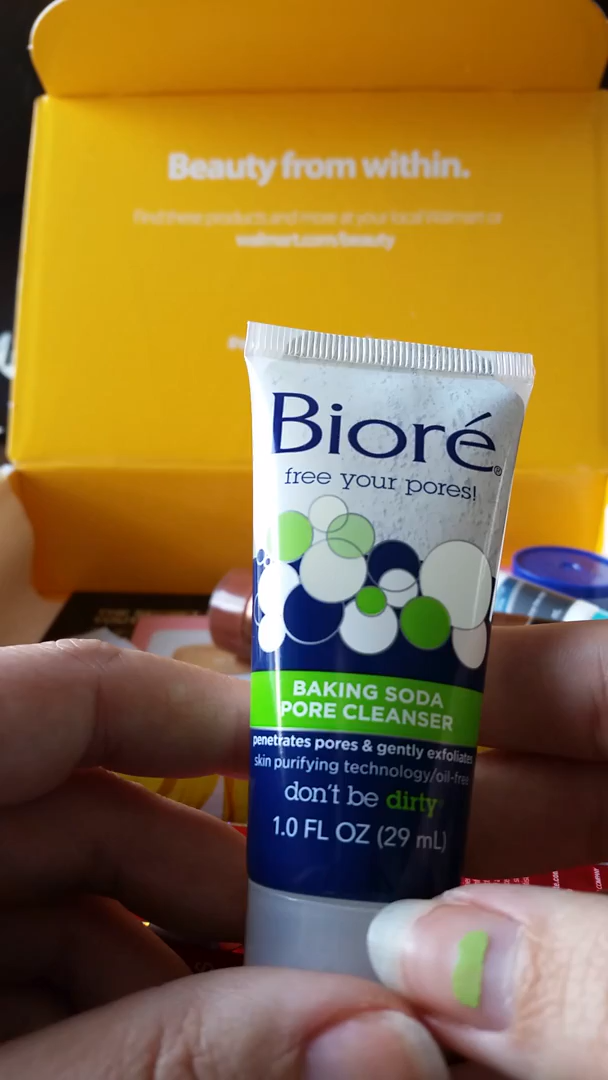 Beauty from within.
Find these products and more at your local Walmart or
walmart.com/beauty
Bioré®
free your pores!
BAKING SODA
PORE CLEANSER
penetrates pores & gently exfoliates
skin purifying technology/oil-free
don't be dirty
1.0 FL OZ (29 mL)